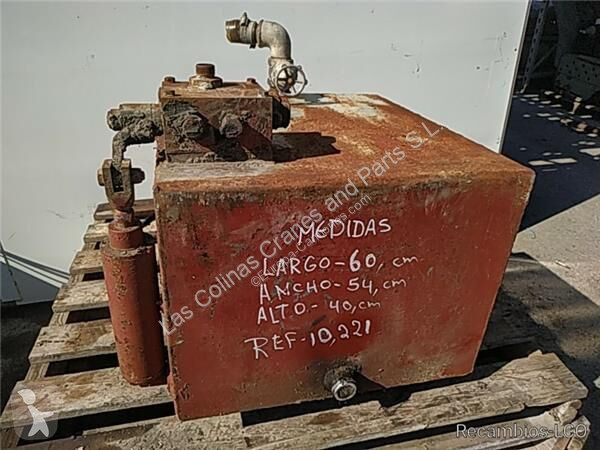 MEDIDAS
LARGO-60, cm
ANCHO-54, cm
ALTO-40, cm
REF-10,221
Las Colinas Cranes and Parts S.L.
Recambios-LCO